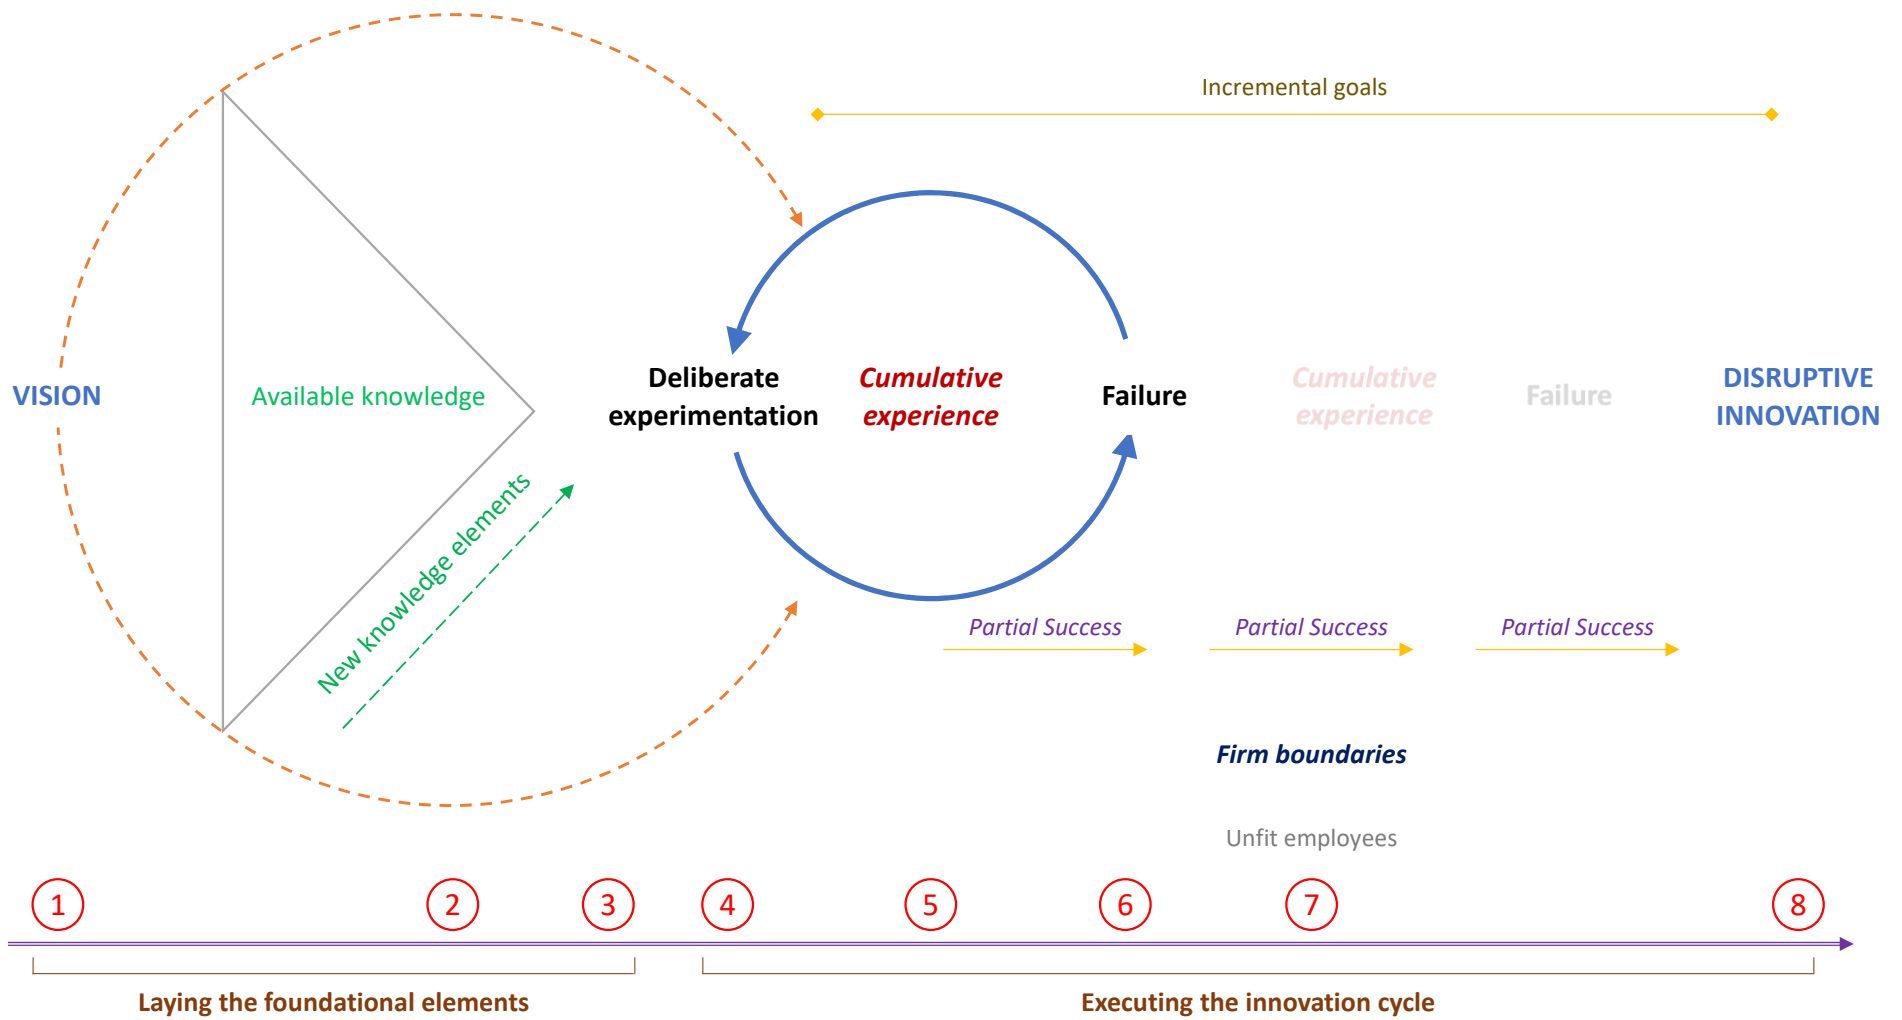 Incremental goals
VISION
Available knowledge
New knowledge elements
Deliberate
experimentation
Cumulative
experience
Failure
Cumulative
experience
Failure
DISRUPTIVE
INNOVATION
Partial Success
Partial Success
Partial Success
Firm boundaries
Unfit employees
1
2
3
4
5
6
7
8
Laying the foundational elements
Executing the innovation cycle